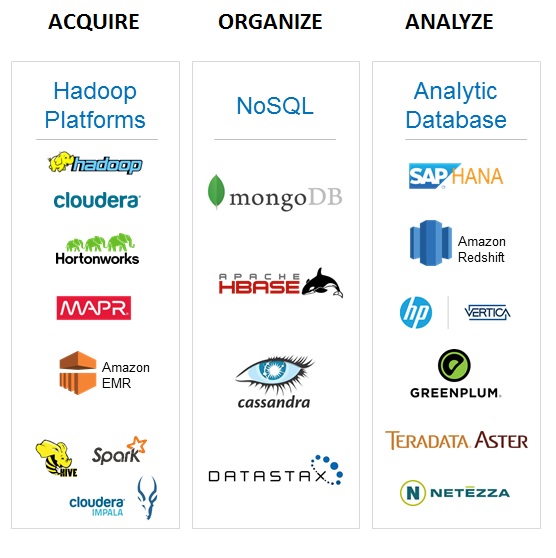 ACQUIRE
ORGANIZE
ANALYZE
Hadoop
Platforms
hadoop
cloudera
Hortonworks
MAPR.
Amazon
EMR
HIVE
Spark
cloudera
IMPALA
NoSQL
mongoDB
APACHE
HBASE
cassandra
DATASTAX
Analytic
Database
SAP HANA
Amazon
Redshift
hp
VERTICA
GREENPLUM.
TERADATA ASTER
N NETEZZA